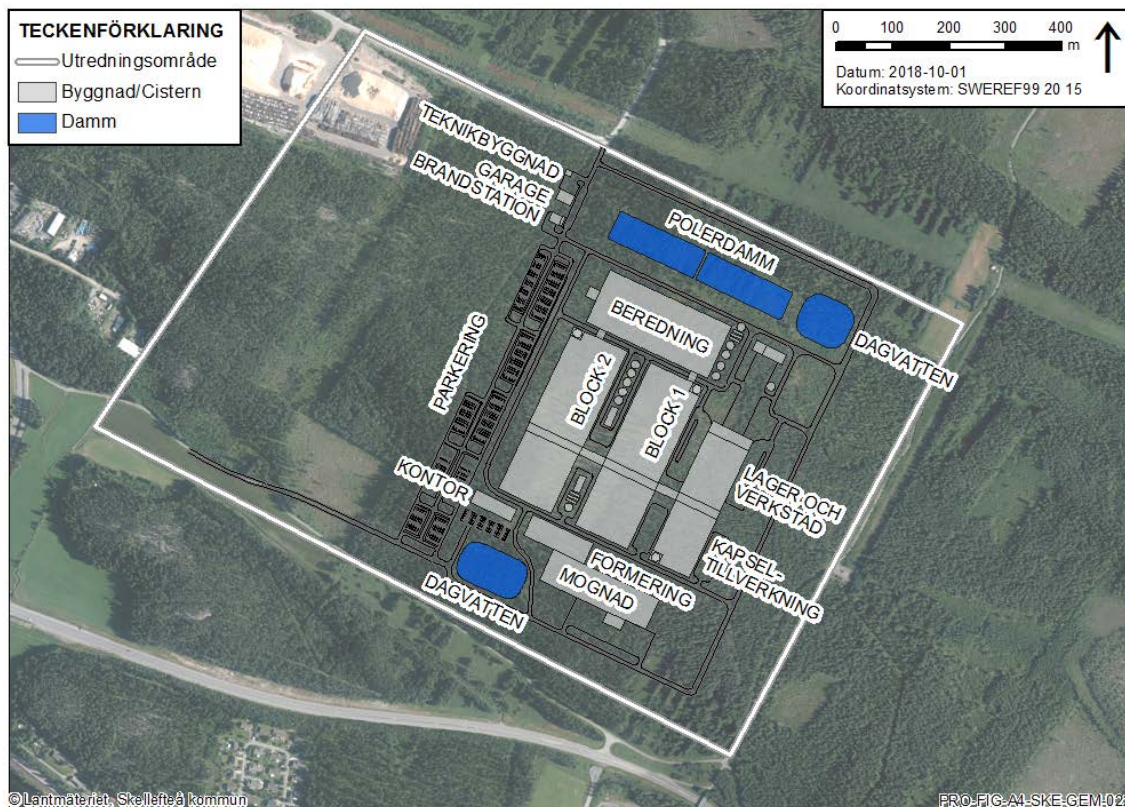 TECKENFÖRKLARING
Utredningsområde
Byggnad/Cistern
Damm
0 100 200 300 400
m
Datum: 2018-10-01
Koordinatsystem: SWEREF99 20 15
TEKNIKBYGGNAD
GARAGE
BRANDSTATION
POLERDAMM
DAGVATTEN
BEREDNING
PARKERING
BLOCK 2
BLOCK 1
LAGER OCH
VERKSTAD
KONTOR
KAPSEL-
TILLVERKNING
FORMERING
MOGNAD
DAGVATTEN
© Lantmäteriet, Skellefteå kommun
PRO-FIG-A4-SKE-GEM-023